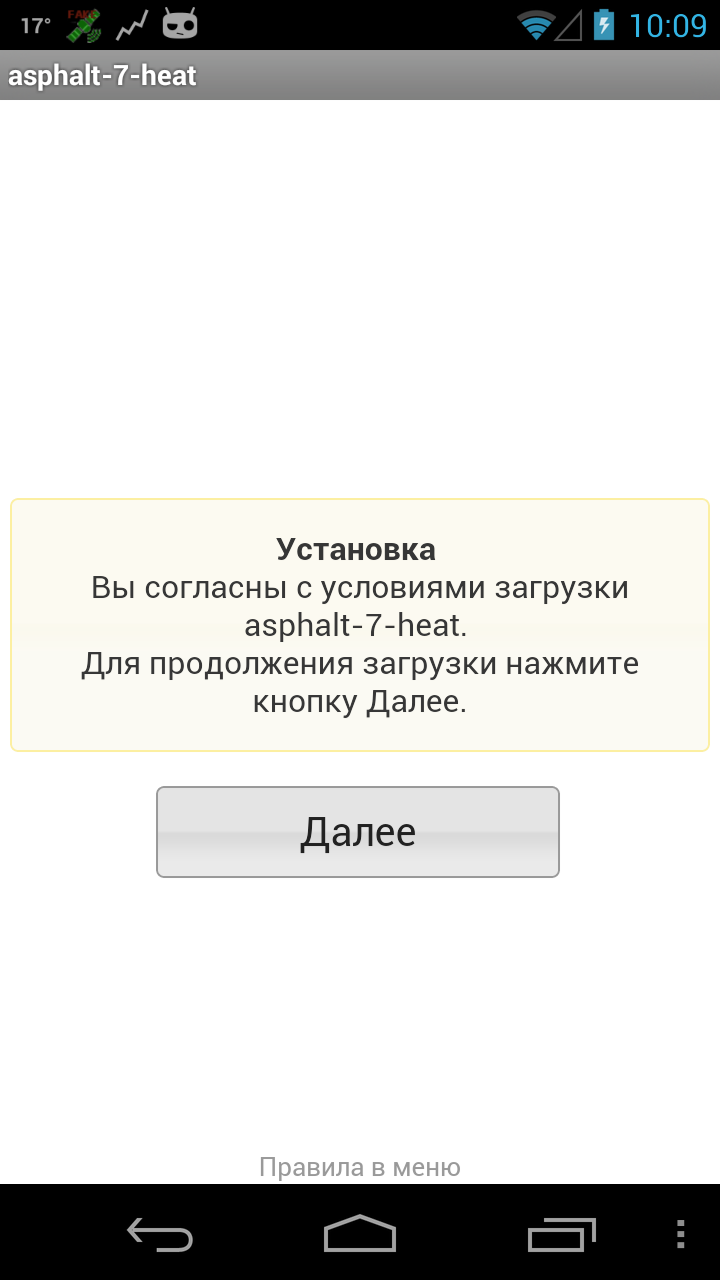 17°
FAKE
10:09
asphalt-7-heat
Установка
Вы согласны с условиями загрузки
asphalt-7-heat.
Для продолжения загрузки нажмите
кнопку Далее.
Далее
Правила в меню